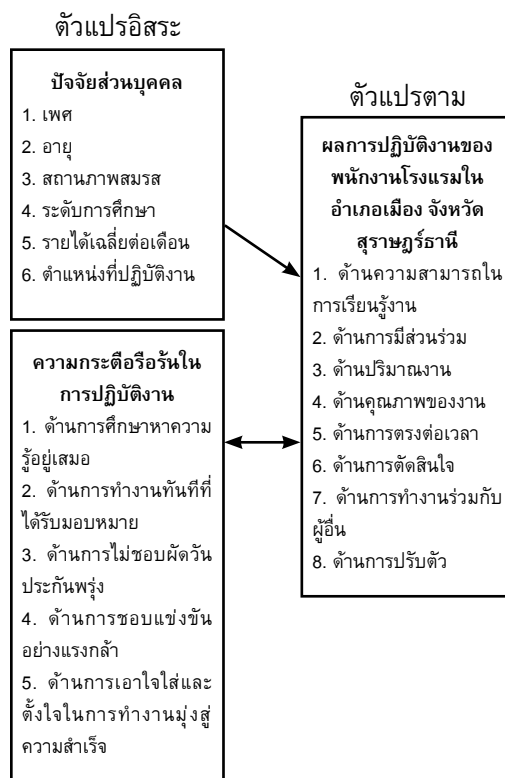 ตัวแปรอิสระ
ปัจจัยส่วนบุคคล
1. เพศ
2. อายุ
3. สถานภาพสมรส
4. ระดับการศึกษา
5. รายได้เฉลี่ยต่อเดือน
6. ตำแหน่งที่ปฏิบัติงาน
ความกระตือรือร้นใน
การปฏิบัติงาน
1. ด้านการศึกษาหาความ
รู้อยู่เสมอ
2. ด้านการทำงานทันทีที่
ได้รับมอบหมาย
3. ด้านการไม่ชอบผัดวัน
ประกันพรุ่ง
4. ด้านการชอบแข่งขัน
อย่างแรงกล้า
5. ด้านการเอาใจใส่และ
ตั้งใจในการทำงานมุ่งสู่
ความสำเร็จ
ตัวแปรตาม
ผลการปฏิบัติงานของ
พนักงานโรงแรมใน
อำเภอเมือง จังหวัด
สุราษฎร์ธานี
1. ด้านความสามารถใน
การเรียนรู้งาน
2. ด้านการมีส่วนร่วม
3. ด้านปริมาณงาน
4. ด้านคุณภาพของงาน
5. ด้านการตรงต่อเวลา
6. ด้านการตัดสินใจ
7. ด้านการทำงานร่วมกับ
ผู้อื่น
8. ด้านการปรับตัว